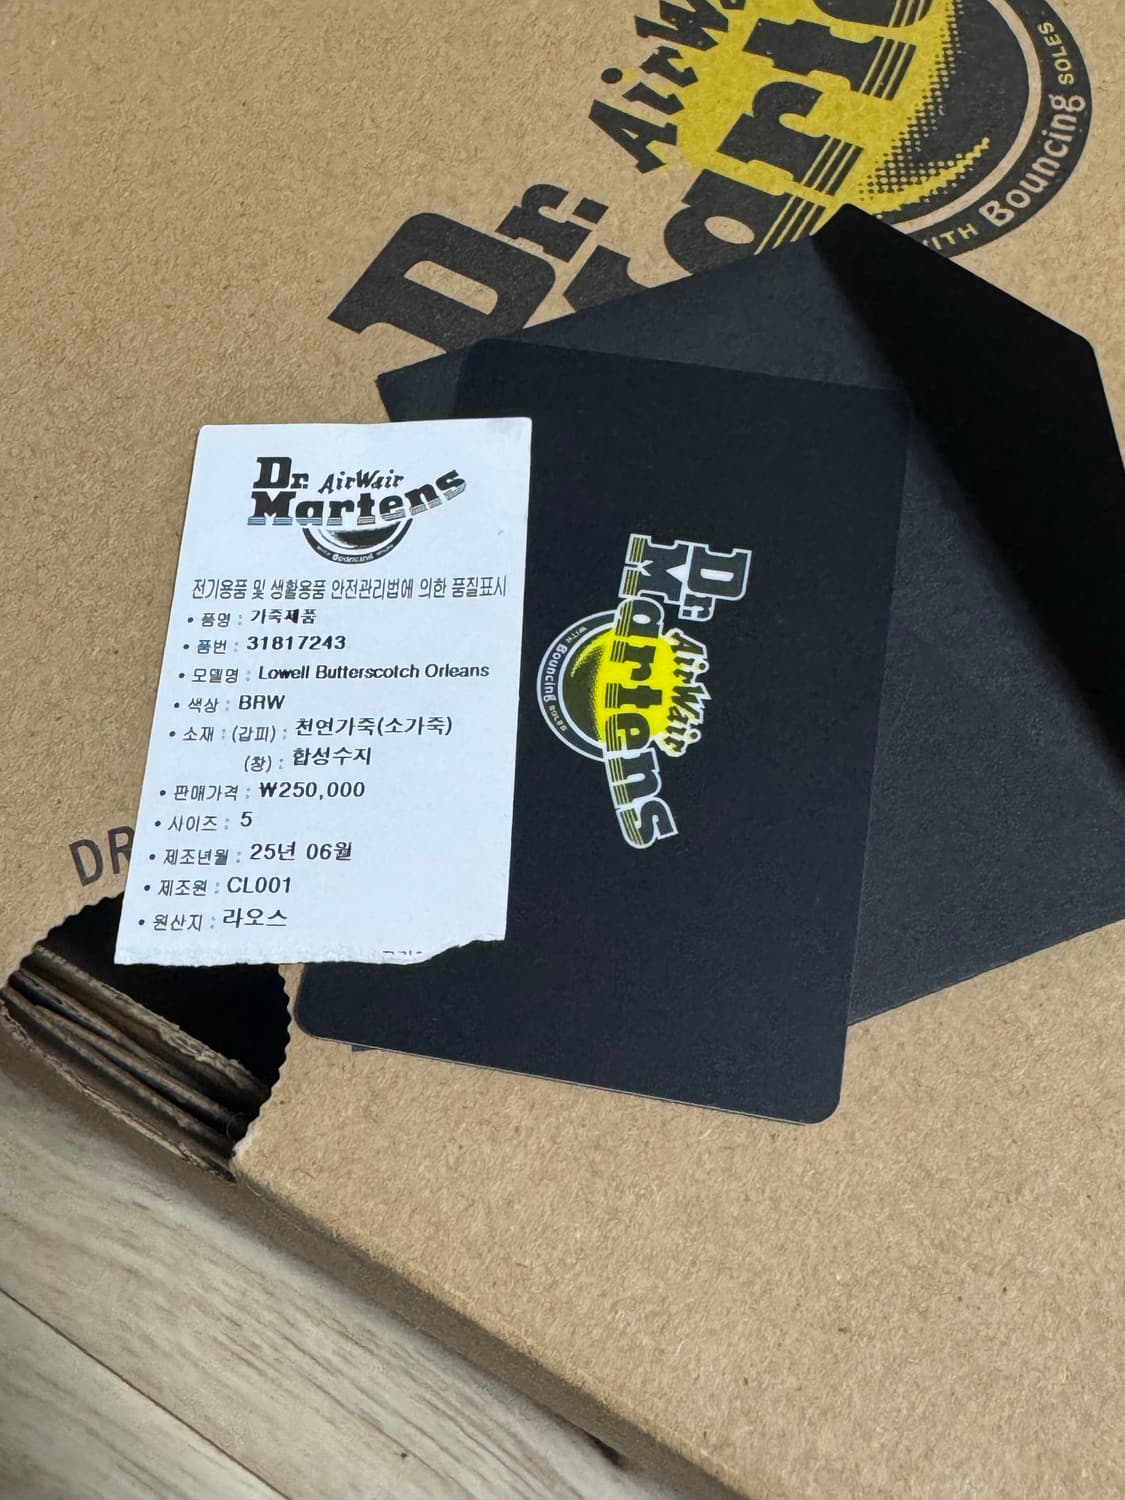 Dr. AirWair
Martens
WITH Bouncing SOLES
Dr. AirWair
Martens
Bouncing
전기용품 및 생활용품 안전관리법에 의한 품질표시
• 품명 : 가죽제품
• 품번 : 31817243
• 모델명 : Lowell Butterscotch Orleans
• 색상 : BRW
• 소재 : (갑피) : 천연가죽(소가죽)
(창) : 합성수지
• 판매가격 : ₩250,000
• 사이즈 : 5
• 제조년월 : 25년 06월
• 제조원 : CL001
• 원산지 : 라오스
Dr. AirWair
Martens
WITH Bouncing SOLES
DR